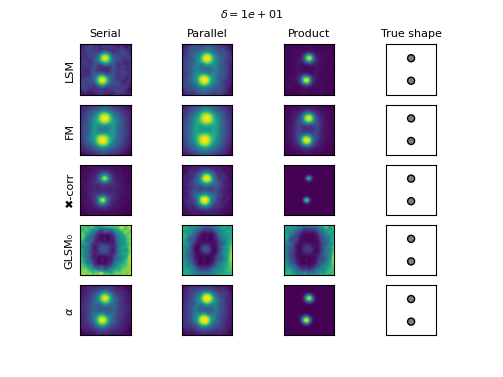 δ = 1e + 01
Serial Parallel Product True shape
LSM
FM
✖-corr
GLSM₀
α